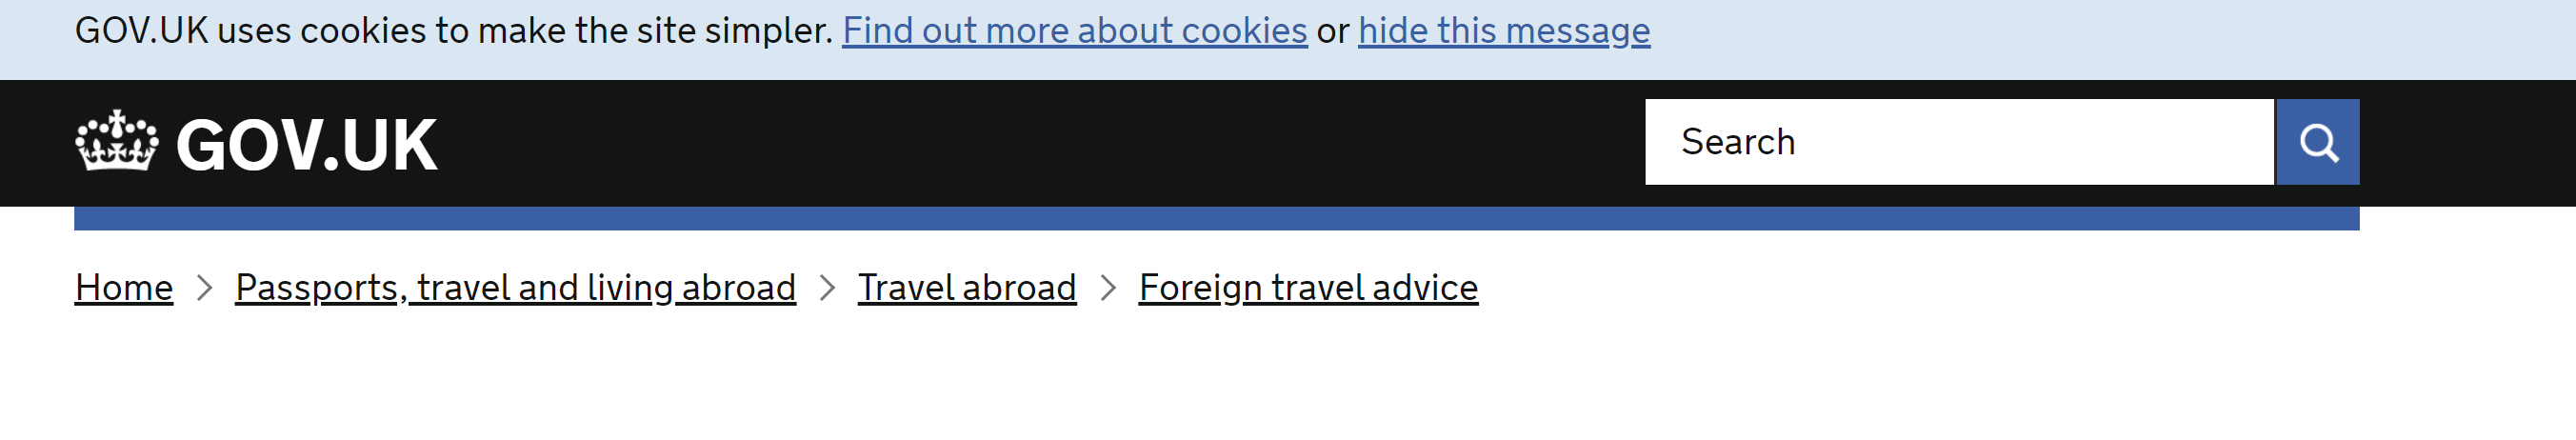 GOV.UK uses cookies to make the site simpler. Find out more about cookies or hide this message
GOV.UK Search
Home > Passports, travel and living abroad > Travel abroad > Foreign travel advice